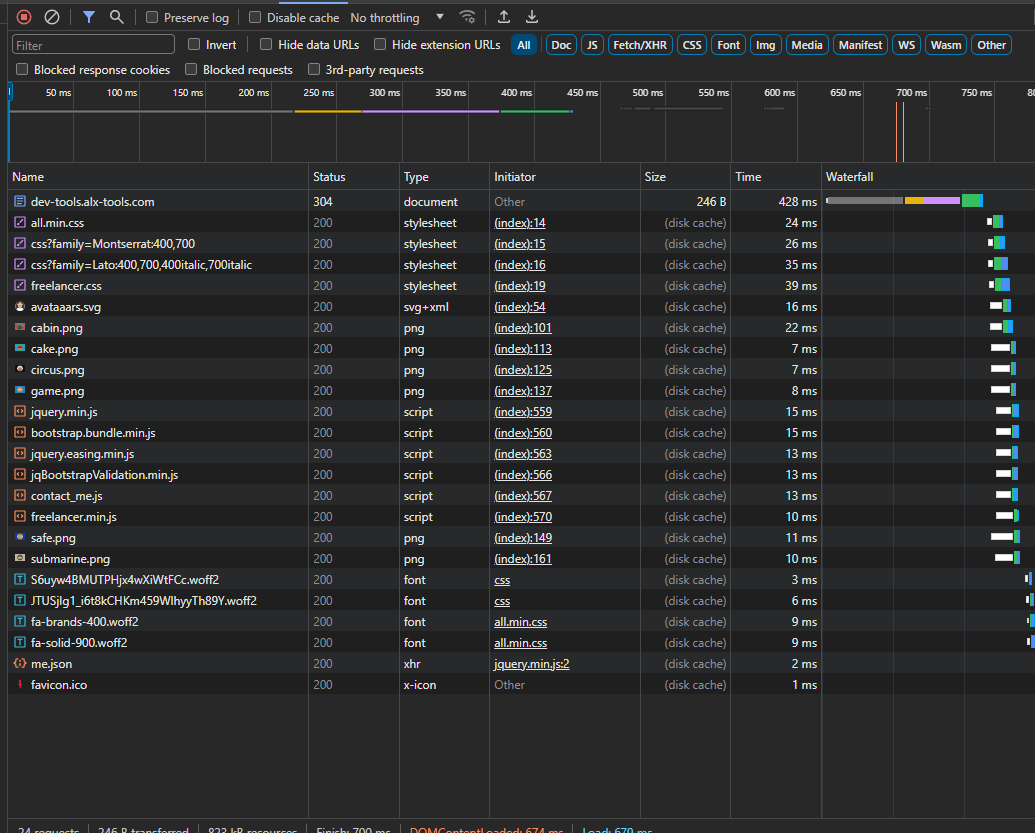 Preserve log Disable cache No throttling
Filter Invert Hide data URLs Hide extension URLs All Doc JS Fetch/XHR CSS Font Img Media Manifest WS Wasm Other
Blocked response cookies Blocked requests 3rd-party requests
50 ms 100 ms 150 ms 200 ms 250 ms 300 ms 350 ms 400 ms 450 ms 500 ms 550 ms 600 ms 650 ms 700 ms 750 ms
Name Status Type Initiator Size Time Waterfall
dev-tools.alx-tools.com 304 document Other 246 B 428 ms
all.min.css 200 stylesheet (index):14 (disk cache) 24 ms
css?family=Montserrat:400,700 200 stylesheet (index):15 (disk cache) 26 ms
css?family=Lato:400,700,400italic,700italic 200 stylesheet (index):16 (disk cache) 35 ms
freelancer.css 200 stylesheet (index):19 (disk cache) 39 ms
avataaars.svg 200 svg+xml (index):54 (disk cache) 16 ms
cabin.png 200 png (index):101 (disk cache) 22 ms
cake.png 200 png (index):113 (disk cache) 7 ms
circus.png 200 png (index):125 (disk cache) 7 ms
game.png 200 png (index):137 (disk cache) 8 ms
jquery.min.js 200 script (index):559 (disk cache) 15 ms
bootstrap.bundle.min.js 200 script (index):560 (disk cache) 15 ms
jquery.easing.min.js 200 script (index):563 (disk cache) 13 ms
jqBootstrapValidation.min.js 200 script (index):566 (disk cache) 13 ms
contact_me.js 200 script (index):567 (disk cache) 13 ms
freelancer.min.js 200 script (index):570 (disk cache) 10 ms
safe.png 200 png (index):149 (disk cache) 11 ms
submarine.png 200 png (index):161 (disk cache) 10 ms
S6uyw4BMUTPHjx4wXiWtFCc.woff2 200 font css (disk cache) 3 ms
JTUSjIg1_i6t8kCHKm459WlhyyTh89Y.woff2 200 font css (disk cache) 6 ms
fa-brands-400.woff2 200 font all.min.css (disk cache) 9 ms
fa-solid-900.woff2 200 font all.min.css (disk cache) 9 ms
me.json 200 xhr jquery.min.js:2 (disk cache) 2 ms
favicon.ico 200 x-icon Other (disk cache) 1 ms
24 requests 246 B transferred 823 kB resources Finish: 700 ms DOMContentLoaded: 674 ms Load: 679 ms